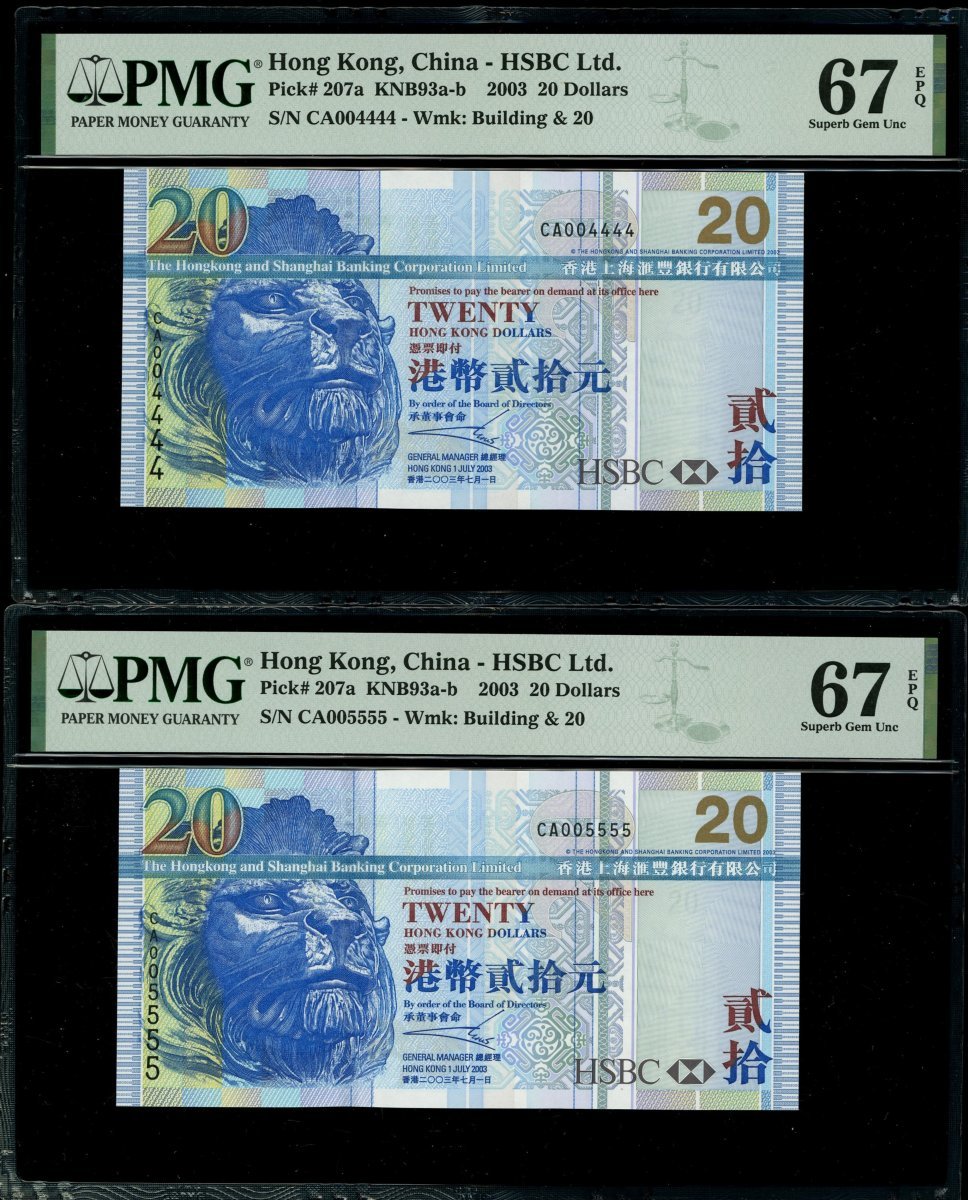 PMG®
PAPER MONEY GUARANTY
Hong Kong, China - HSBC Ltd.
Pick# 207a KNB93a-b 2003 20 Dollars
S/N CA004444 - Wmk: Building & 20
67
EPQ
Superb Gem Unc
20
CA004444
20
© THE HONGKONG AND SHANGHAI BANKING CORPORATION LIMITED 2002
The Hongkong and Shanghai Banking Corporation Limited
香港上海滙豐銀行有限公司
Promises to pay the bearer on demand at its office here
TWENTY
HONG KONG DOLLARS
憑票即付
港幣貳拾元
By order of the Board of Directors
承董事會命
GENERAL MANAGER 總經理
HONG KONG 1 JULY 2003
香港二〇〇三年七月一日
CA004444
HSBC
貳拾
PMG®
PAPER MONEY GUARANTY
Hong Kong, China - HSBC Ltd.
Pick# 207a KNB93a-b 2003 20 Dollars
S/N CA005555 - Wmk: Building & 20
67
EPQ
Superb Gem Unc
20
CA005555
20
© THE HONGKONG AND SHANGHAI BANKING CORPORATION LIMITED 2002
The Hongkong and Shanghai Banking Corporation Limited
香港上海滙豐銀行有限公司
Promises to pay the bearer on demand at its office here
TWENTY
HONG KONG DOLLARS
憑票即付
港幣貳拾元
By order of the Board of Directors
承董事會命
GENERAL MANAGER 總經理
HONG KONG 1 JULY 2003
香港二〇〇三年七月一日
CA005555
HSBC
貳拾